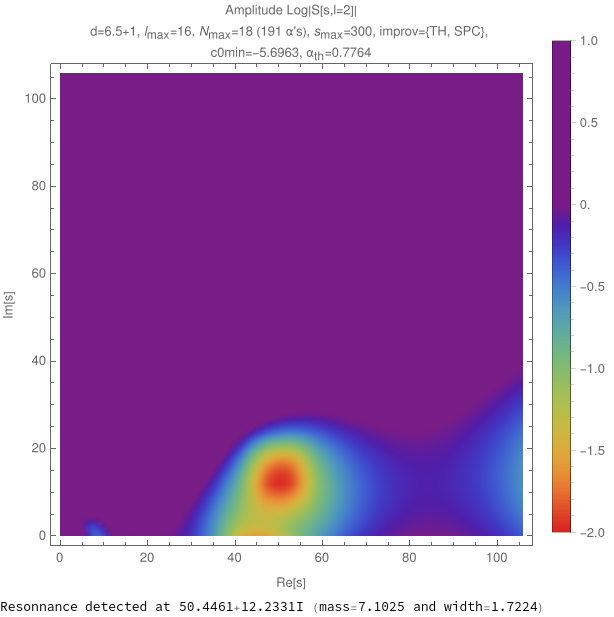 Amplitude Log|S[s,l=2]|
d=6.5+1, lmax=16, Nmax=18 (191 α's), smax=300, improv={TH, SPC},
c0min=−5.6963, αth=0.7764
1.0
0.5
0.
−0.5
−1.0
−1.5
−2.0
100
80
60
40
20
0
Im[s]
0 20 40 60 80 100
Re[s]
Resonnance detected at 50.4461+12.2331I (mass=7.1025 and width=1.7224)